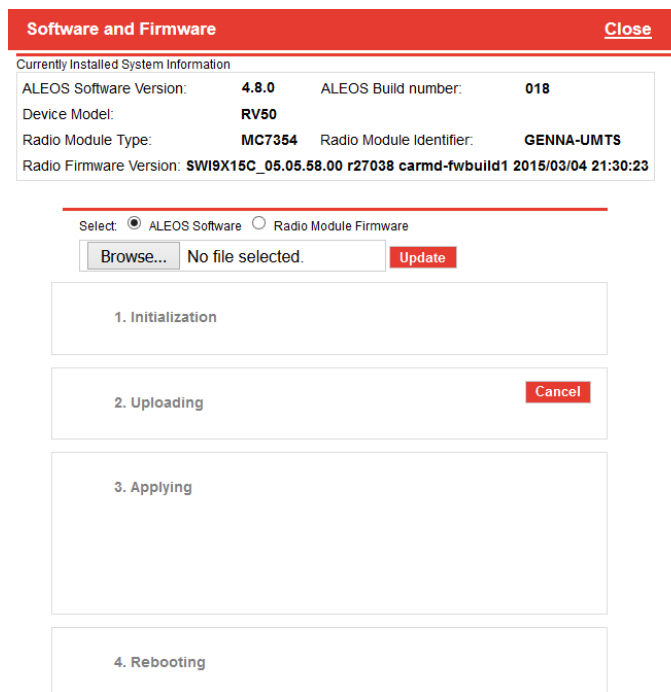 Software and Firmware Close
Currently Installed System Information
ALEOS Software Version: 4.8.0 ALEOS Build number: 018
Device Model: RV50
Radio Module Type: MC7354 Radio Module Identifier: GENNA-UMTS
Radio Firmware Version: SWI9X15C_05.05.58.00 r27038 carmd-fwbuild1 2015/03/04 21:30:23
Select: ALEOS Software Radio Module Firmware
Browse... No file selected. Update
1. Initialization
Cancel
2. Uploading
3. Applying
4. Rebooting